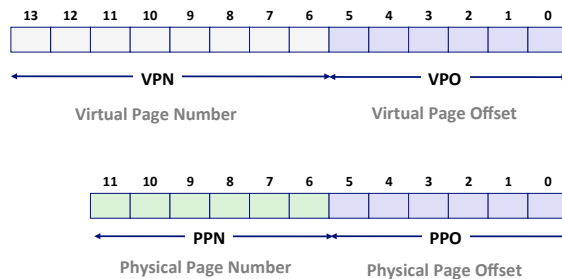 13 12 11 10 9 8 7 6 5 4 3 2 1 0
VPN VPO
Virtual Page Number Virtual Page Offset
11 10 9 8 7 6 5 4 3 2 1 0
PPN PPO
Physical Page Number Physical Page Offset